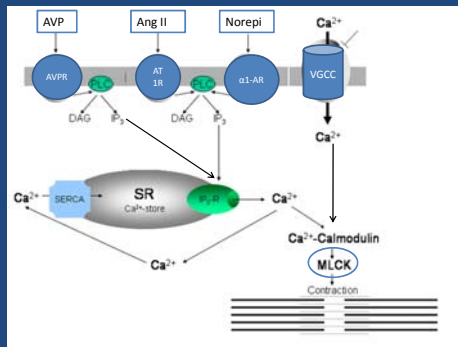 AVP
Ang II
Norepi
Ca²⁺
AVPR
PLC
AT
1R
PLC
α1-AR
VGCC
DAG
IP₃
DAG
IP₃
Ca²⁺
SR
Ca²⁺-store
Ca²⁺
SERCA
IP₃-R
Ca²⁺
Ca²⁺-Calmodulin
Ca²⁺
MLCK
Contraction